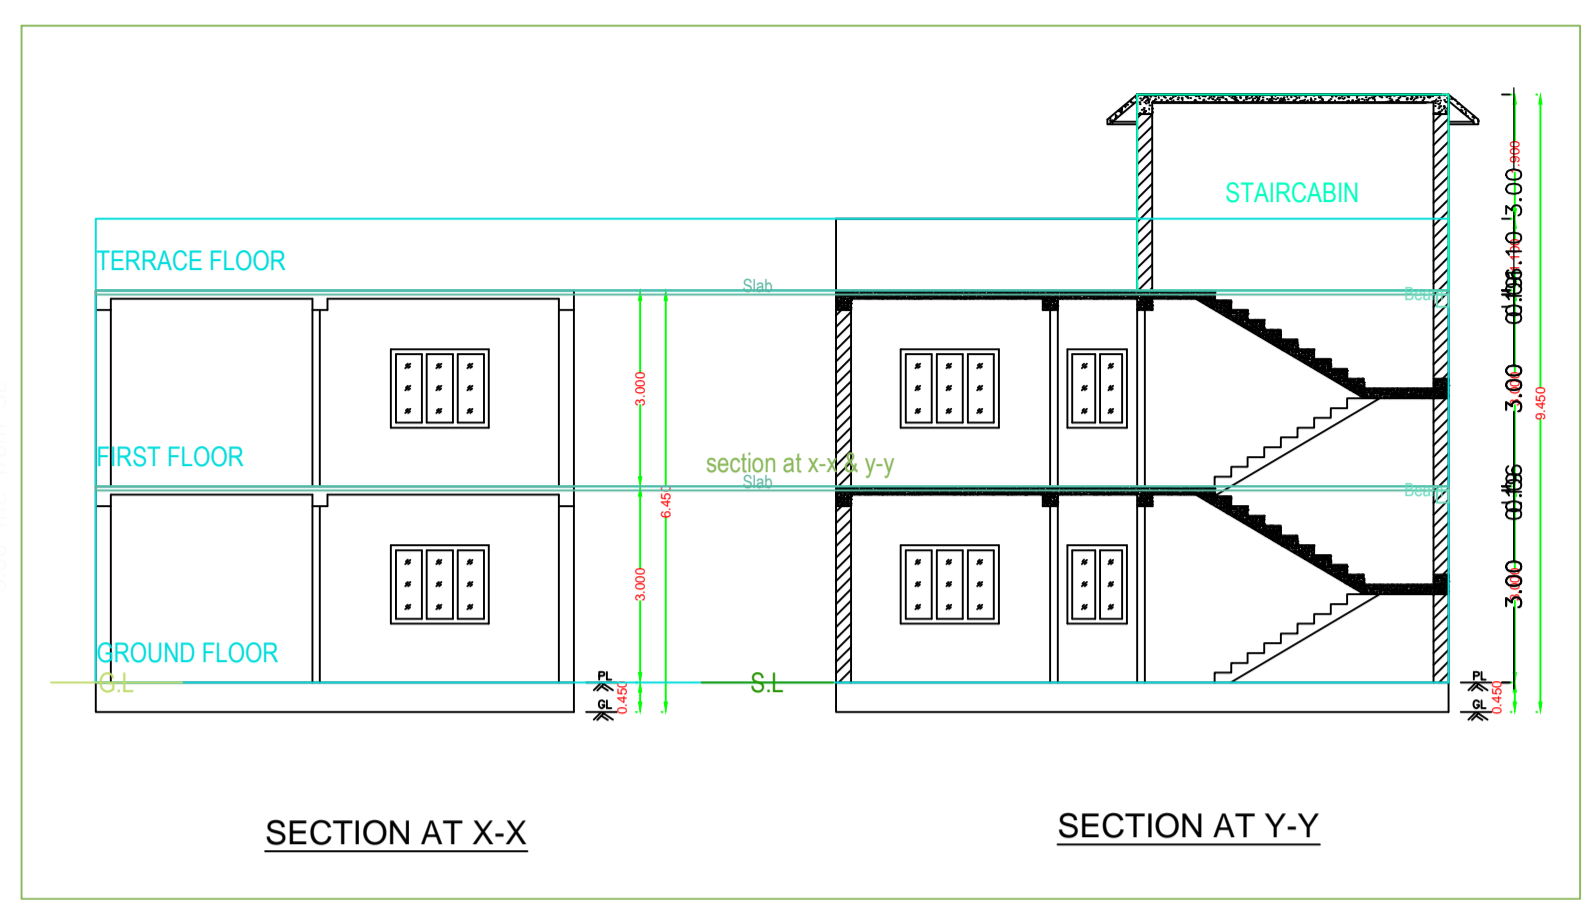 STAIRCABIN
3.00
TERRACE FLOOR
Slab
3.000
3.00
9.450
FIRST FLOOR
section at x-x & y-y
Slab
6.450
3.000
3.00
GROUND FLOOR
G.L
S.L
PL
PL
0.450
0.450
GL
GL
SECTION AT X-X
SECTION AT Y-Y